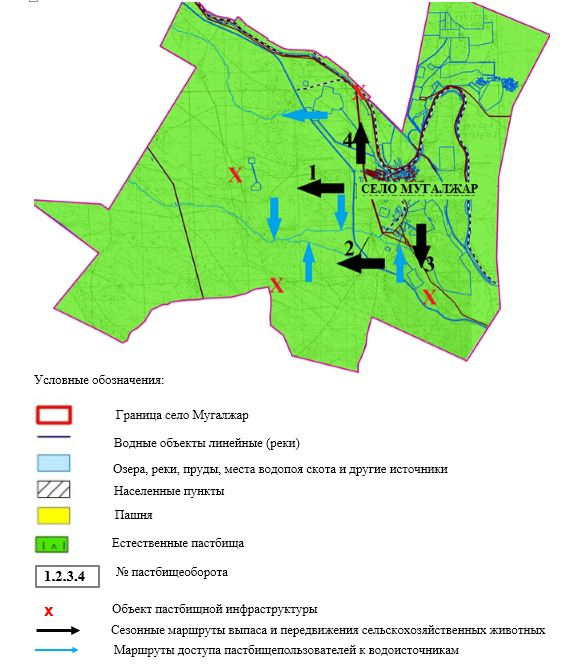 4
1
СЕЛО МУГАЛЖАР
X
X
2
3
X
X
Условные обозначения:
Граница село Мугалжар
Водные объекты линейные (реки)
Озера, реки, пруды, места водопоя скота и другие источники
Населенные пункты
Пашня
Естественные пастбища
1.2.3.4 № пастбищеоборота
X Объект пастбищной инфраструктуры
Сезонные маршруты выпаса и передвижения сельскохозяйственных животных
Маршруты доступа пастбищепользователей к водоисточникам